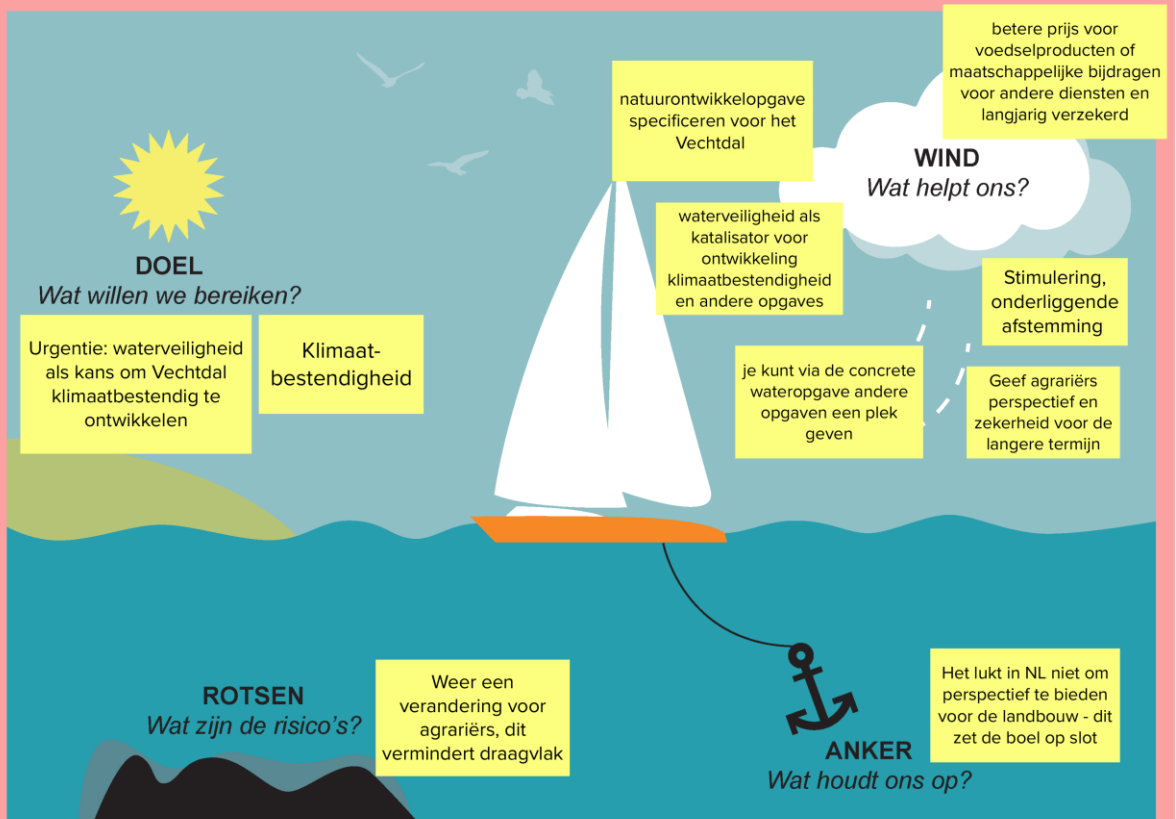 betere prijs voor
voedselproducten of
maatschappelijke bijdragen
voor andere diensten en
langjarig verzekerd
natuurontwikkelopgave
specificeren voor het
Vechtdal
WIND
Wat helpt ons?
waterveiligheid als
katalisator voor
ontwikkeling
klimaatbestendigheid
en andere opgaves
DOEL
Wat willen we bereiken?
Stimulering,
onderliggende
afstemming
Urgentie: waterveiligheid
als kans om Vechtdal
klimaatbestendig te
ontwikkelen
Klimaat-
bestendigheid
je kunt via de concrete
wateropgave andere
opgaven een plek
geven
Geef agrariërs
perspectief en
zekerheid voor de
langere termijn
ROTSEN
Wat zijn de risico's?
Weer een
verandering voor
agrariërs, dit
vermindert draagvlak
ANKER
Wat houdt ons op?
Het lukt in NL niet om
perspectief te bieden
voor de landbouw - dit
zet de boel op slot